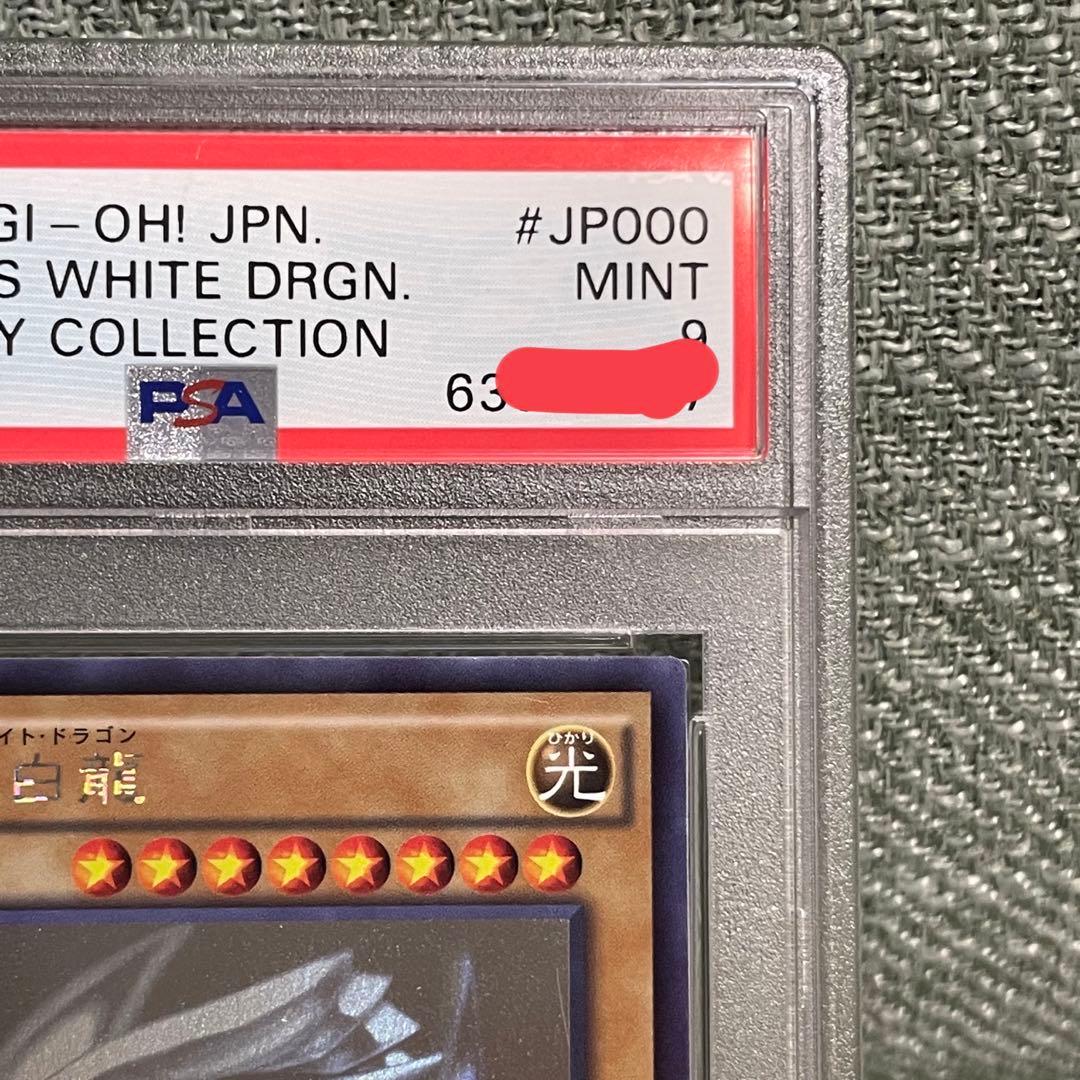 GI-OH! JPN. #JP000
S WHITE DRGN. MINT
Y COLLECTION 9
PSA 63 7
イト・ドラゴン
白龍
ひかり
光